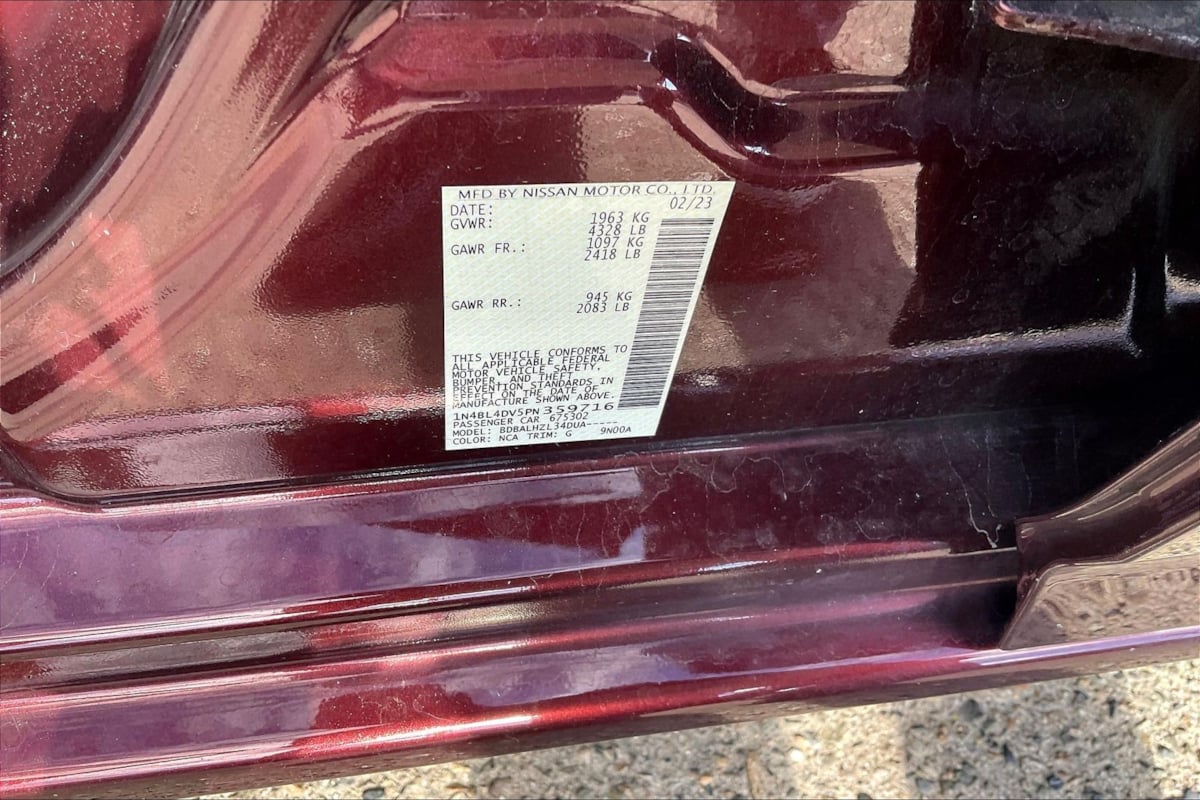 MFD BY NISSAN MOTOR CO., LTD.
DATE: 02/23
GVWR: 1963 KG
4328 LB
GAWR FR.: 1097 KG
2418 LB
GAWR RR.: 945 KG
2083 LB
THIS VEHICLE CONFORMS TO
ALL APPLICABLE FEDERAL
MOTOR VEHICLE SAFETY,
BUMPER, AND THEFT
PREVENTION STANDARDS IN
EFFECT ON THE DATE OF
MANUFACTURE SHOWN ABOVE.
1N4BL4DV5PN359716
PASSENGER CAR 675302
MODEL: BDBALHZL34DUA-----
COLOR: NCA TRIM: G 9N00A